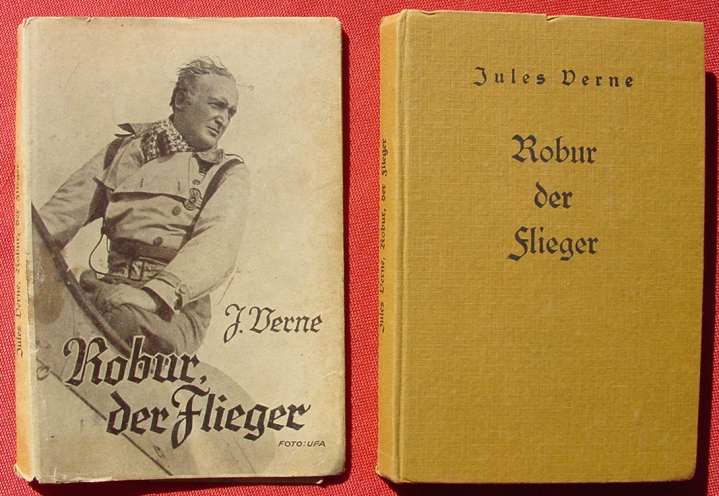 J. Verne
Robur,
der Flieger
FOTO: UFA
Jules Verne, Robur, der Flieger
Jules Verne
Robur
der
Flieger
Jules Verne, Robur, der Flieger